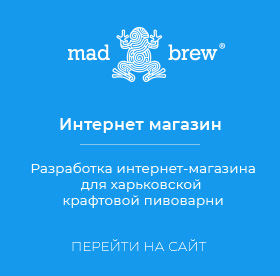 mad brew®
Интернет магазин
Разработка интернет-магазина
для харьковской
крафтовой пивоварни
ПЕРЕЙТИ НА САЙТ